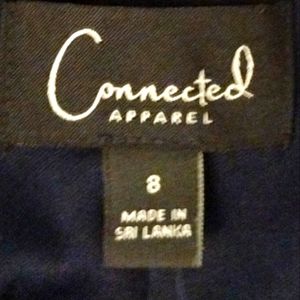 Connected
APPAREL
8
MADE IN
SRI LANKA